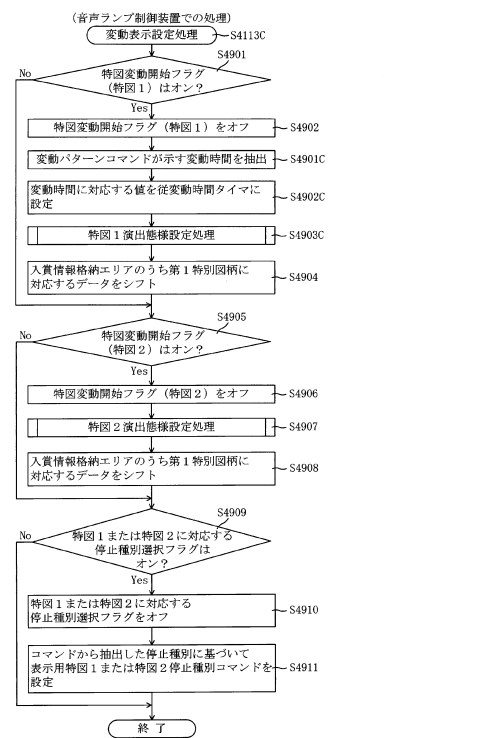 (音声ランプ制御装置での処理)
変動表示設定処理
S4113C
S4901
No
特図変動開始フラグ
(特図1)はオン?
Yes
特図変動開始フラグ(特図1)をオフ
S4902
変動パターンコマンドが示す変動時間を抽出
S4901C
変動時間に対応する値を従変動時間タイマに
設定
S4902C
特図1演出態様設定処理
S4903C
入賞情報格納エリアのうち第1特別図柄に
対応するデータをシフト
S4904
S4905
No
特図変動開始フラグ
(特図2)はオン?
Yes
特図変動開始フラグ(特図2)をオフ
S4906
特図2演出態様設定処理
S4907
入賞情報格納エリアのうち第1特別図柄に
対応するデータをシフト
S4908
S4909
No
特図1または特図2に対応する
停止種別選択フラグは
オン?
Yes
特図1または特図2に対応する
停止種別選択フラグをオフ
S4910
コマンドから抽出した停止種別に基づいて
表示用特図1または特図2停止種別コマンドを
設定
S4911
終了